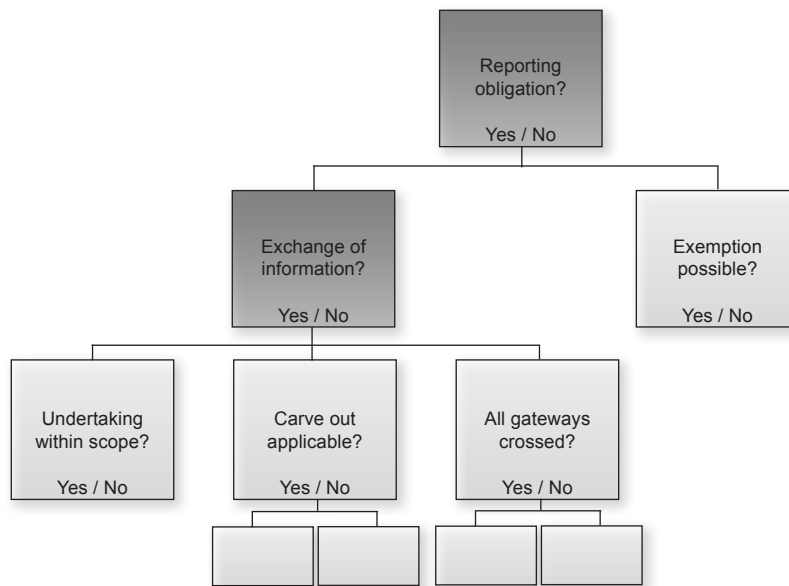 Reporting
obligation?
Yes / No
Exchange of
information?
Yes / No
Exemption
possible?
Yes / No
Undertaking
within scope?
Yes / No
Carve out
applicable?
Yes / No
All gateways
crossed?
Yes / No